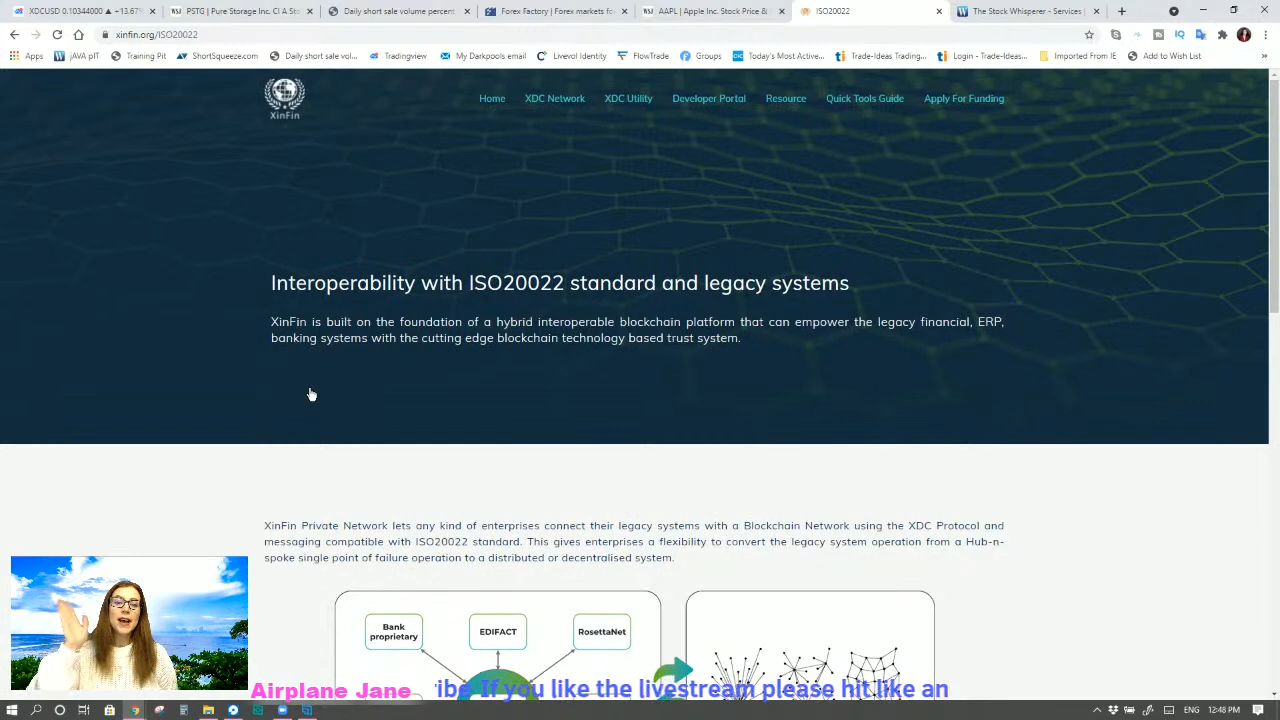 XDCUSD 0.10344000 ▲ +13.67%
PSTG | Pure Storage Inc. Cl A Sto
Daily short sale volume percent
Forex Factory | Forex markets fo
AAPL | Apple Inc. Stock Price &
ISO20022
The Stock Whisperer - Services |
xinfin.org/ISO20022
Apps
jAVA pIT
Training Pit
ShortSqueeze.com
Daily short sale vol...
Tradingview
My Darkpools email
Livevol Identity
FlowTrade
Groups
Today's Most Active...
Trade-Ideas Trading...
Login - Trade-Ideas...
Imported From IE
Add to Wish List
XinFin
Home
XDC Network
XDC Utility
Developer Portal
Resource
Quick Tools Guide
Apply For Funding
Interoperability with ISO20022 standard and legacy systems
XinFin is built on the foundation of a hybrid interoperable blockchain platform that can empower the legacy financial, ERP,
banking systems with the cutting edge blockchain technology based trust system.
XinFin Private Network lets any kind of enterprises connect their legacy systems with a Blockchain Network using the XDC Protocol and
messaging compatible with ISO20022 standard. This gives enterprises a flexibility to convert the legacy system operation from a Hub-n-
spoke single point of failure operation to a distributed or decentralised system.
Bank
proprietary
EDIFACT
RosettaNet
Airplane Jane
ribe If you like the livestream please hit like an
ENG
12:48 PM